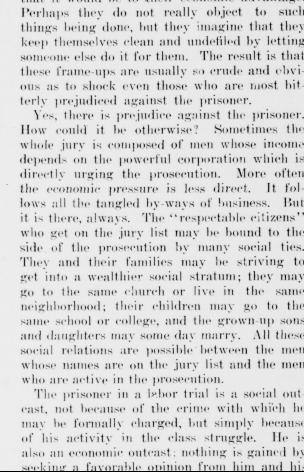 Perhaps they do not really object to such
things being done, but they imagine that they
keep themselves clean and undefiled by letting
someone else do it for them. The result is that
these frame-ups are usually so crude and obvi-
ous as to shock even those who are most bit-
terly prejudiced against the prisoner.
Yes, there is prejudice against the prisoner.
How could it be otherwise? Sometimes the
whole jury is composed of men whose income
depends on the powerful corporation which is
directly urging the prosecution. More often
the economic pressure is less direct. It fol-
lows all the tangled by-ways of business. But
it is there, always. The "respectable citizens"
who get on the jury list may be bound to the
side of the prosecution by many social ties.
They and their families may be striving to
get into a wealthier social stratum; they may
go to the same church or live in the same
neighborhood; their children may go to the
same school or college, and the grown-up sons
and daughters may some day marry. All these
social relations are possible between the men
whose names are on the jury list and the men
who are active in the prosecution.
The prisoner in a labor trial is a social out-
cast, not because of the crime with which he
may be formally charged, but simply because
of his activity in the class struggle. He is
also an economic outcast; nothing is gained by
seeking a favorable opinion from him and his